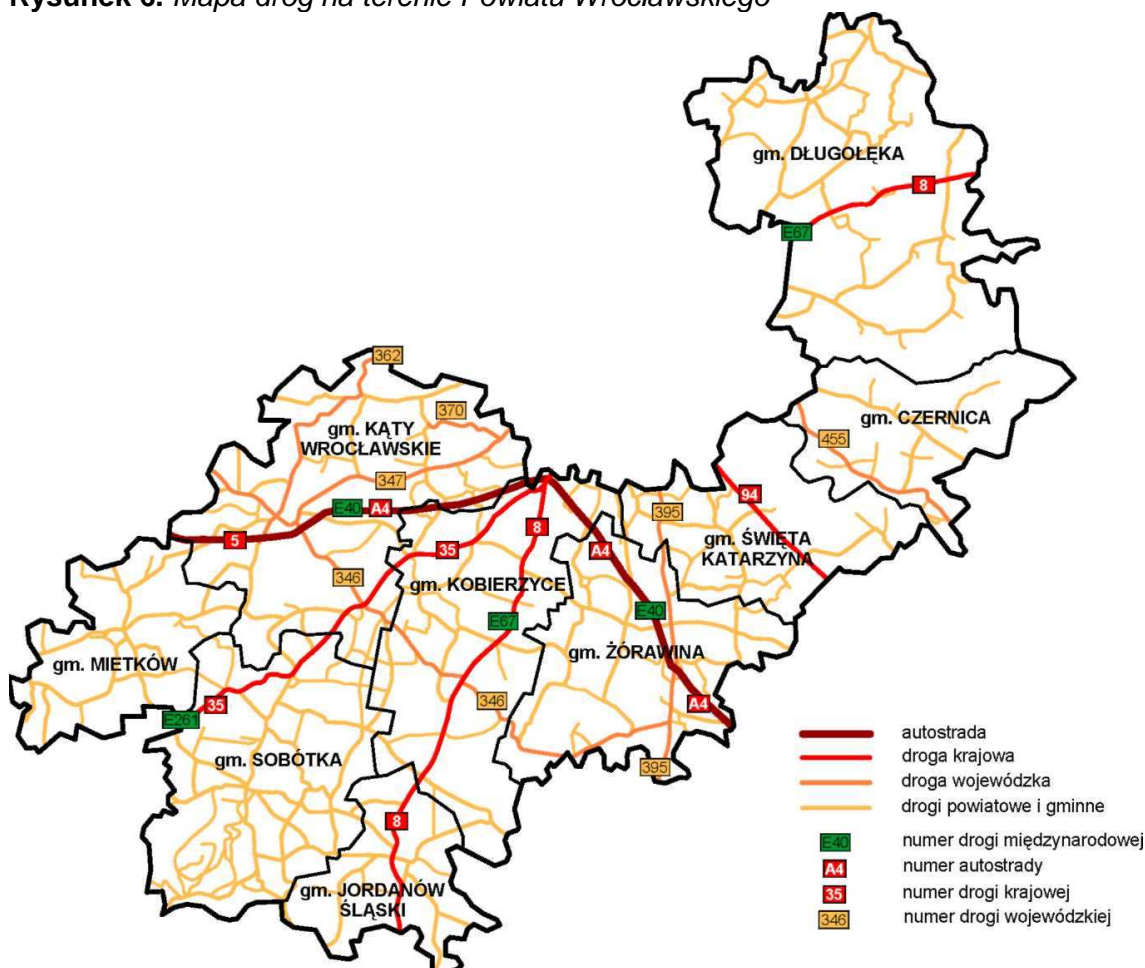 Rysunek 6. Mapa dróg na terenie Powiatu Wrocławskiego
gm. DŁUGOŁĘKA
8
E67
362
370
gm. KĄTY
WROCŁAWSKIE
gm. CZERNICA
455
347
E40
A4
5
35
8
395
94
gm. ŚWIĘTA
KATARZYNA
A4
346
gm. KOBIERZYCE
E67
E40
gm. MIETKÓW
gm. ŻÓRAWINA
346
A4
35
E261
gm. SOBÓTKA
395
8
gm. JORDANÓW
ŚLĄSKI
autostrada
droga krajowa
droga wojewódzka
drogi powiatowe i gminne
E40 numer drogi międzynarodowej
A4 numer autostrady
35 numer drogi krajowej
346 numer drogi wojewódzkiej